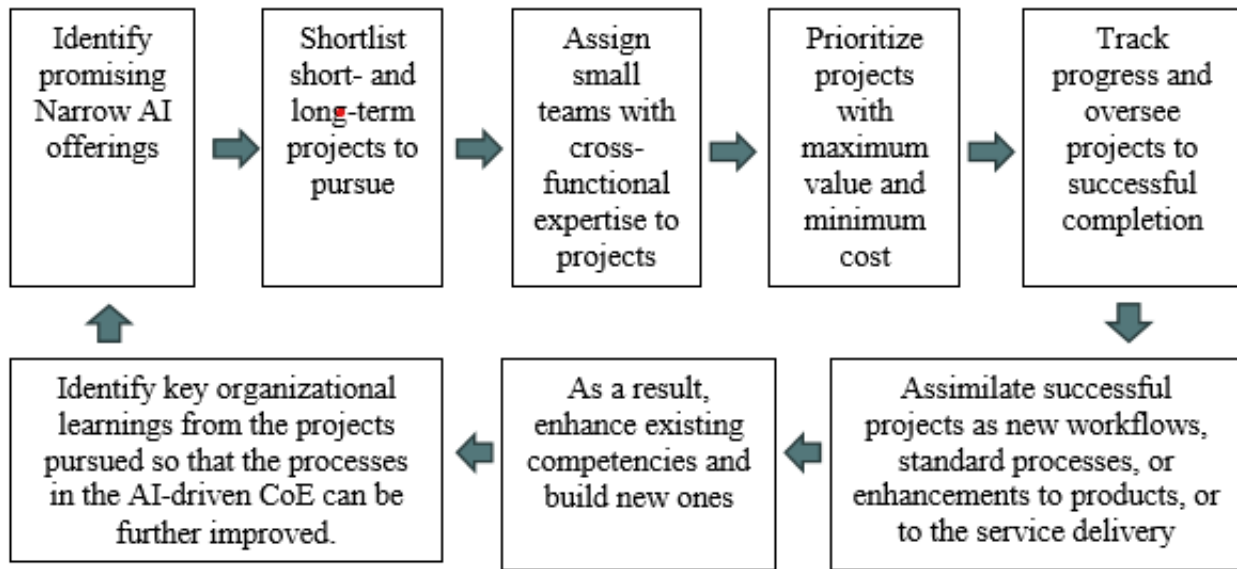 Identify
promising
Narrow AI
offerings
Shortlist
short- and
long-term
projects to
pursue
Assign
small
teams with
cross-
functional
expertise to
projects
Prioritize
projects
with
maximum
value and
minimum
cost
Track
progress and
oversee
projects to
successful
completion
Assimilate successful
projects as new workflows,
standard processes, or
enhancements to products, or
to the service delivery
As a result,
enhance existing
competencies and
build new ones
Identify key organizational
learnings from the projects
pursued so that the processes
in the AI-driven CoE can be
further improved.